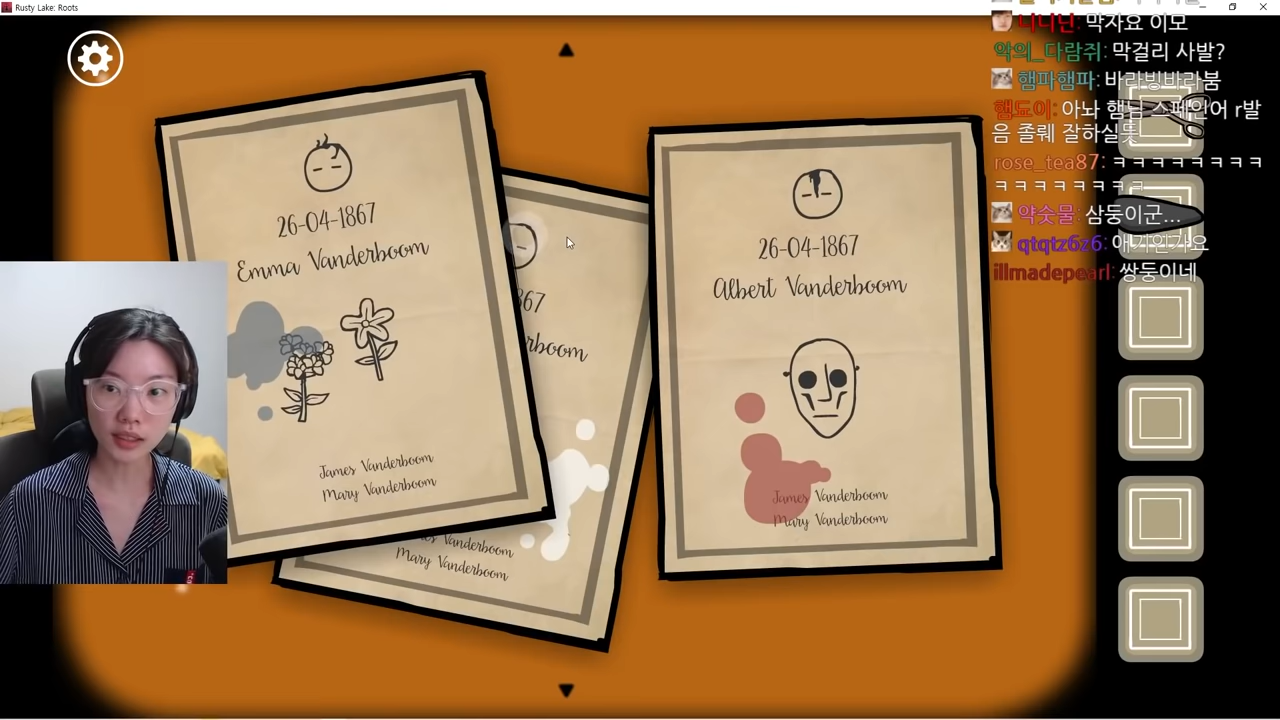 Rusty Lake: Roots
26-04-1867
Emma Vanderboom
James Vanderboom
Mary Vanderboom
867
rboom
Vanderboom
Mary Vanderboom
26-04-1867
Albert Vanderboom
James Vanderboom
Mary Vanderboom
니니닌: 막자요 이모
악의_다람쥐: 막걸리 사발?
햄파햄파: 바라빙바라붐
햄됴이: 아놔 햄님 스페인어 r발
음 졸뤠 잘하실듯
rose_tea87: ㅋㅋㅋㅋㅋㅋㅋㅋ
ㅋㅋㅋㅋㅋㅋㅋㅋ
약숫물: 삼둥이군...
qtqtz6z6: 애기인가요
illmadepearl: 쌍둥이네